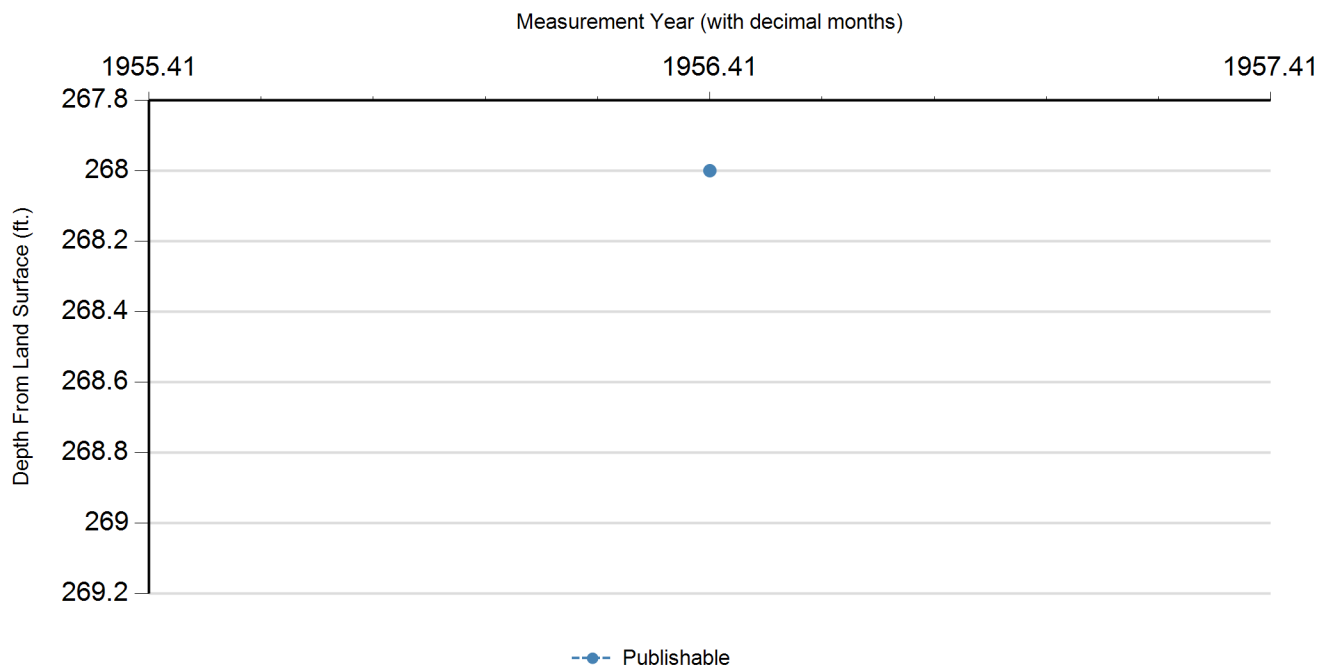 Measurement Year (with decimal months)
1955.41 1956.41 1957.41
267.8
268
268.2
268.4
268.6
268.8
269
269.2
Depth From Land Surface (ft.)
Publishable